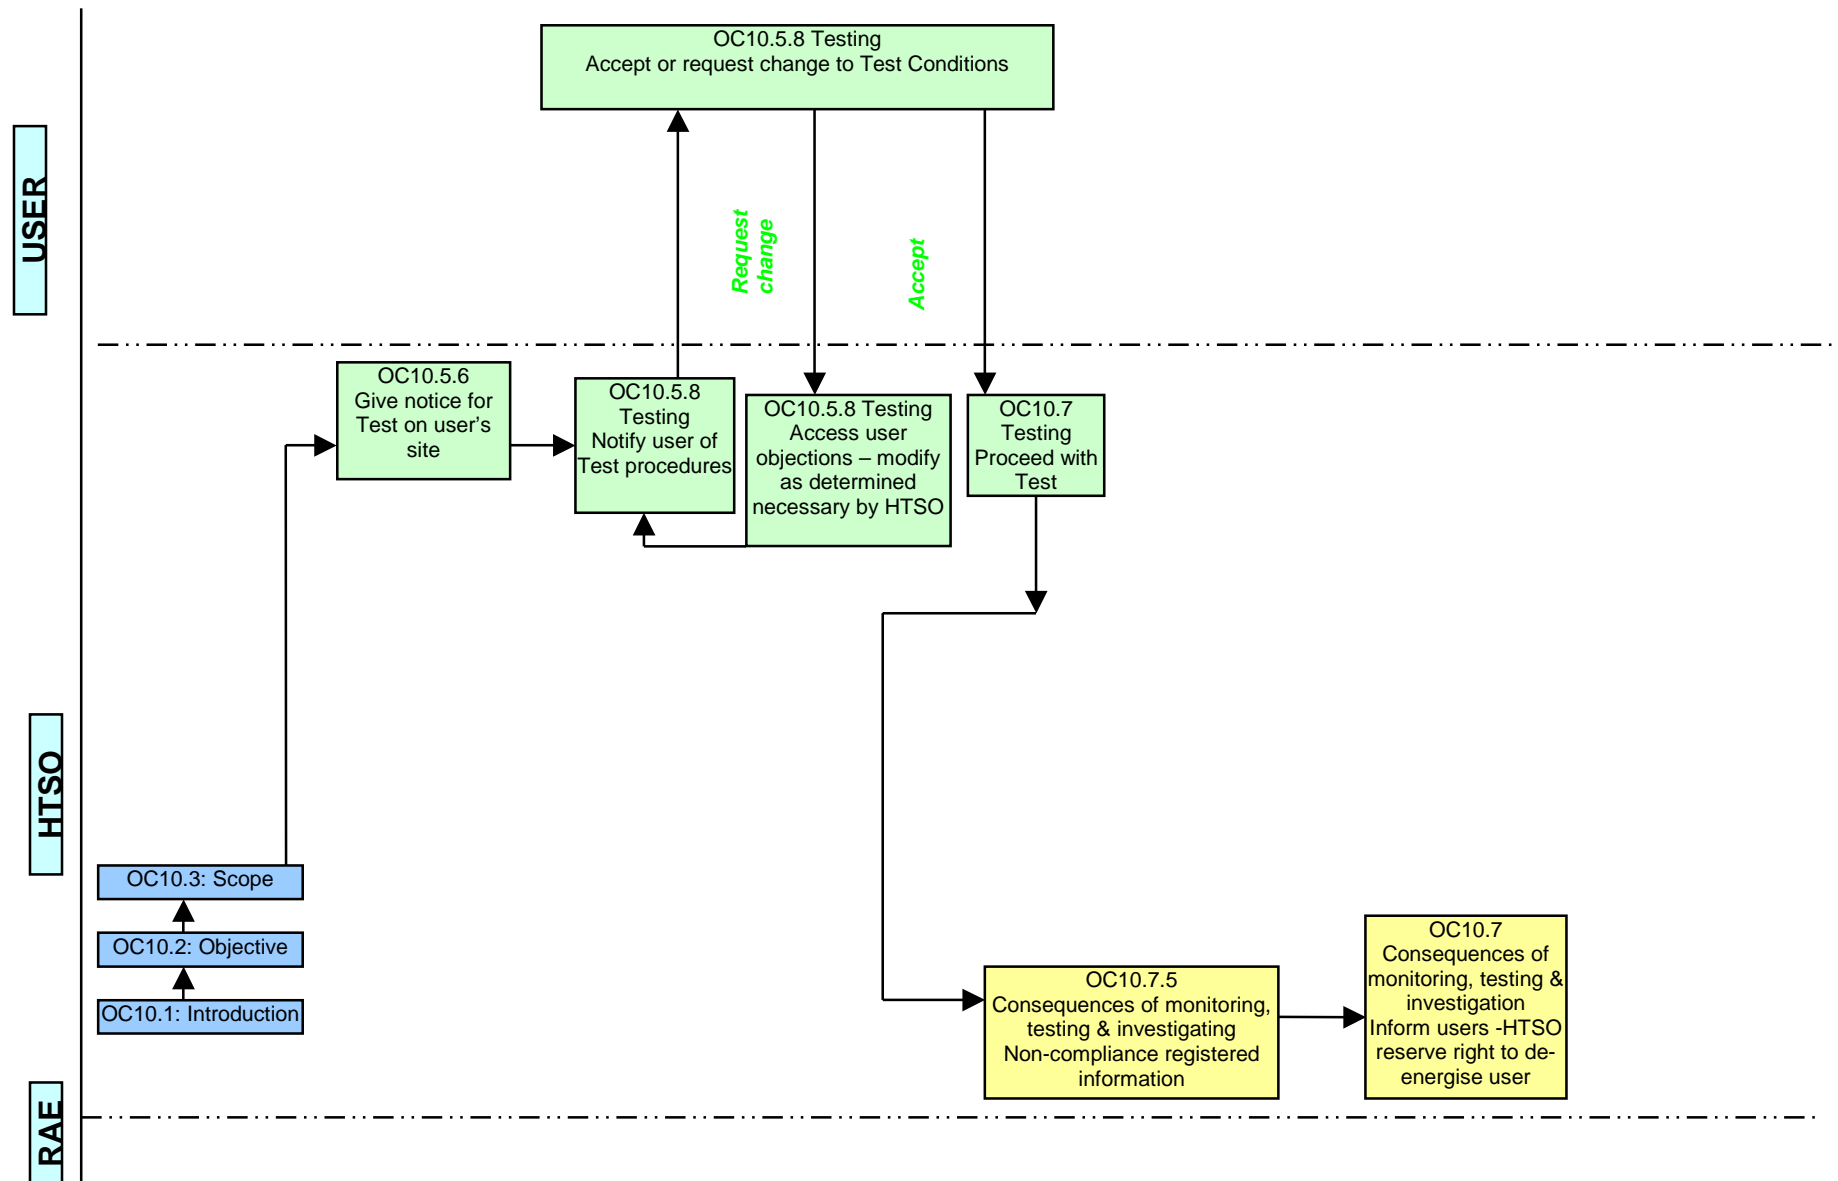 OC10.5.8 Testing
Accept or request change to Test Conditions
USER
Request
change
Accept
OC10.5.6
Give notice for
Test on user’s
site
OC10.5.8
Testing
Notify user of
Test procedures
OC10.5.8 Testing
Access user
objections – modify
as determined
necessary by HTSO
OC10.7
Testing
Proceed with
Test
HTSO
OC10.3: Scope
OC10.2: Objective
OC10.1: Introduction
OC10.7.5
Consequences of monitoring,
testing & investigating
Non-compliance registered
information
OC10.7
Consequences of
monitoring, testing &
investigation
Inform users -HTSO
reserve right to de-
energise user
RAE